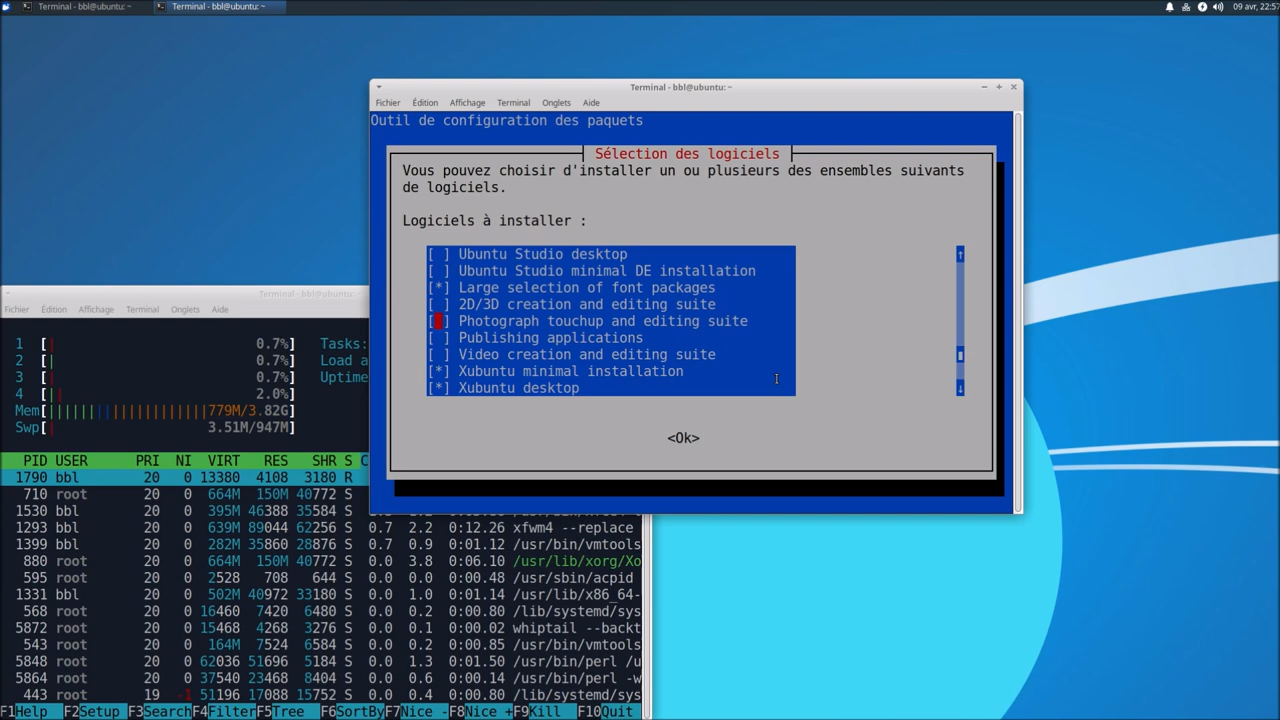 Terminal - bbl@ubuntu: ~
Terminal - bbl@ubuntu: ~
09 avr, 22:57
Terminal - bbl@ubuntu: ~
Fichier Édition Affichage Terminal Onglets Aide
Outil de configuration des paquets
Sélection des logiciels
Vous pouvez choisir d'installer un ou plusieurs des ensembles suivants
de logiciels.
Logiciels à installer :
[ ] Ubuntu Studio desktop
[ ] Ubuntu Studio minimal DE installation
[*] Large selection of font packages
[ ] 2D/3D creation and editing suite
[ ] Photograph touchup and editing suite
[ ] Publishing applications
[ ] Video creation and editing suite
[*] Xubuntu minimal installation
[*] Xubuntu desktop
<Ok>
Terminal - bbl@ubuntu: ~
Fichier Édition Affichage Terminal Onglets Aide
1 [| 0.7%] Tasks:
2 [| 0.7%] Load a
3 [| 0.7%] Uptime
4 [|| 2.0%]
Mem[||||||||||||||||||||779M/3.82G]
Swp[| 3.51M/947M]
PID USER PRI NI VIRT RES SHR S C
1790 bbl 20 0 13380 4108 3180 R
710 root 20 0 664M 150M 40772 S
1530 bbl 20 0 395M 46388 35584 S
1293 bbl 20 0 639M 89044 62256 S 0.7 2.2 0:12.26 xfwm4 --replace
1399 bbl 20 0 282M 35860 28876 S 0.7 0.9 0:01.12 /usr/bin/vmtools
880 root 20 0 664M 150M 40772 S 0.0 3.8 0:06.10 /usr/lib/xorg/Xo
595 root 20 0 2528 708 644 S 0.0 0.0 0:00.48 /usr/sbin/acpid
1331 bbl 20 0 502M 40972 33180 S 0.0 1.0 0:01.14 /usr/lib/x86_64-
568 root 20 0 16460 7420 6480 S 0.0 0.2 0:00.80 /lib/systemd/sys
5872 root 20 0 15468 4268 3276 S 0.0 0.1 0:00.02 whiptail --backt
543 root 20 0 164M 7524 6584 S 0.0 0.2 0:00.85 /usr/bin/vmtools
5848 root 20 0 62036 51696 5184 S 0.0 1.3 0:01.50 /usr/bin/perl /u
5864 root 20 0 37540 23468 8404 S 0.0 0.6 0:00.14 /usr/bin/perl -w
443 root 19 -1 51196 17088 15752 S 0.0 0.4 0:00.80 /lib/systemd/sys
F1Help F2Setup F3Search F4Filter F5Tree F6SortBy F7Nice - F8Nice + F9Kill F10Quit